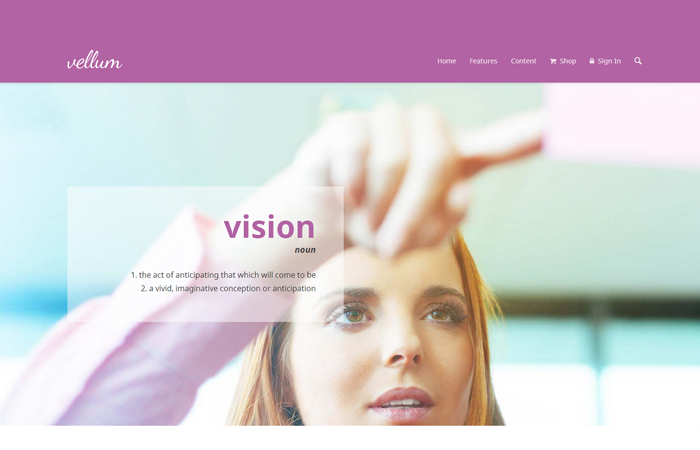 vellum
Home Features Content Shop Sign In
vision
noun
1. the act of anticipating that which will come to be
2. a vivid, imaginative conception or anticipation